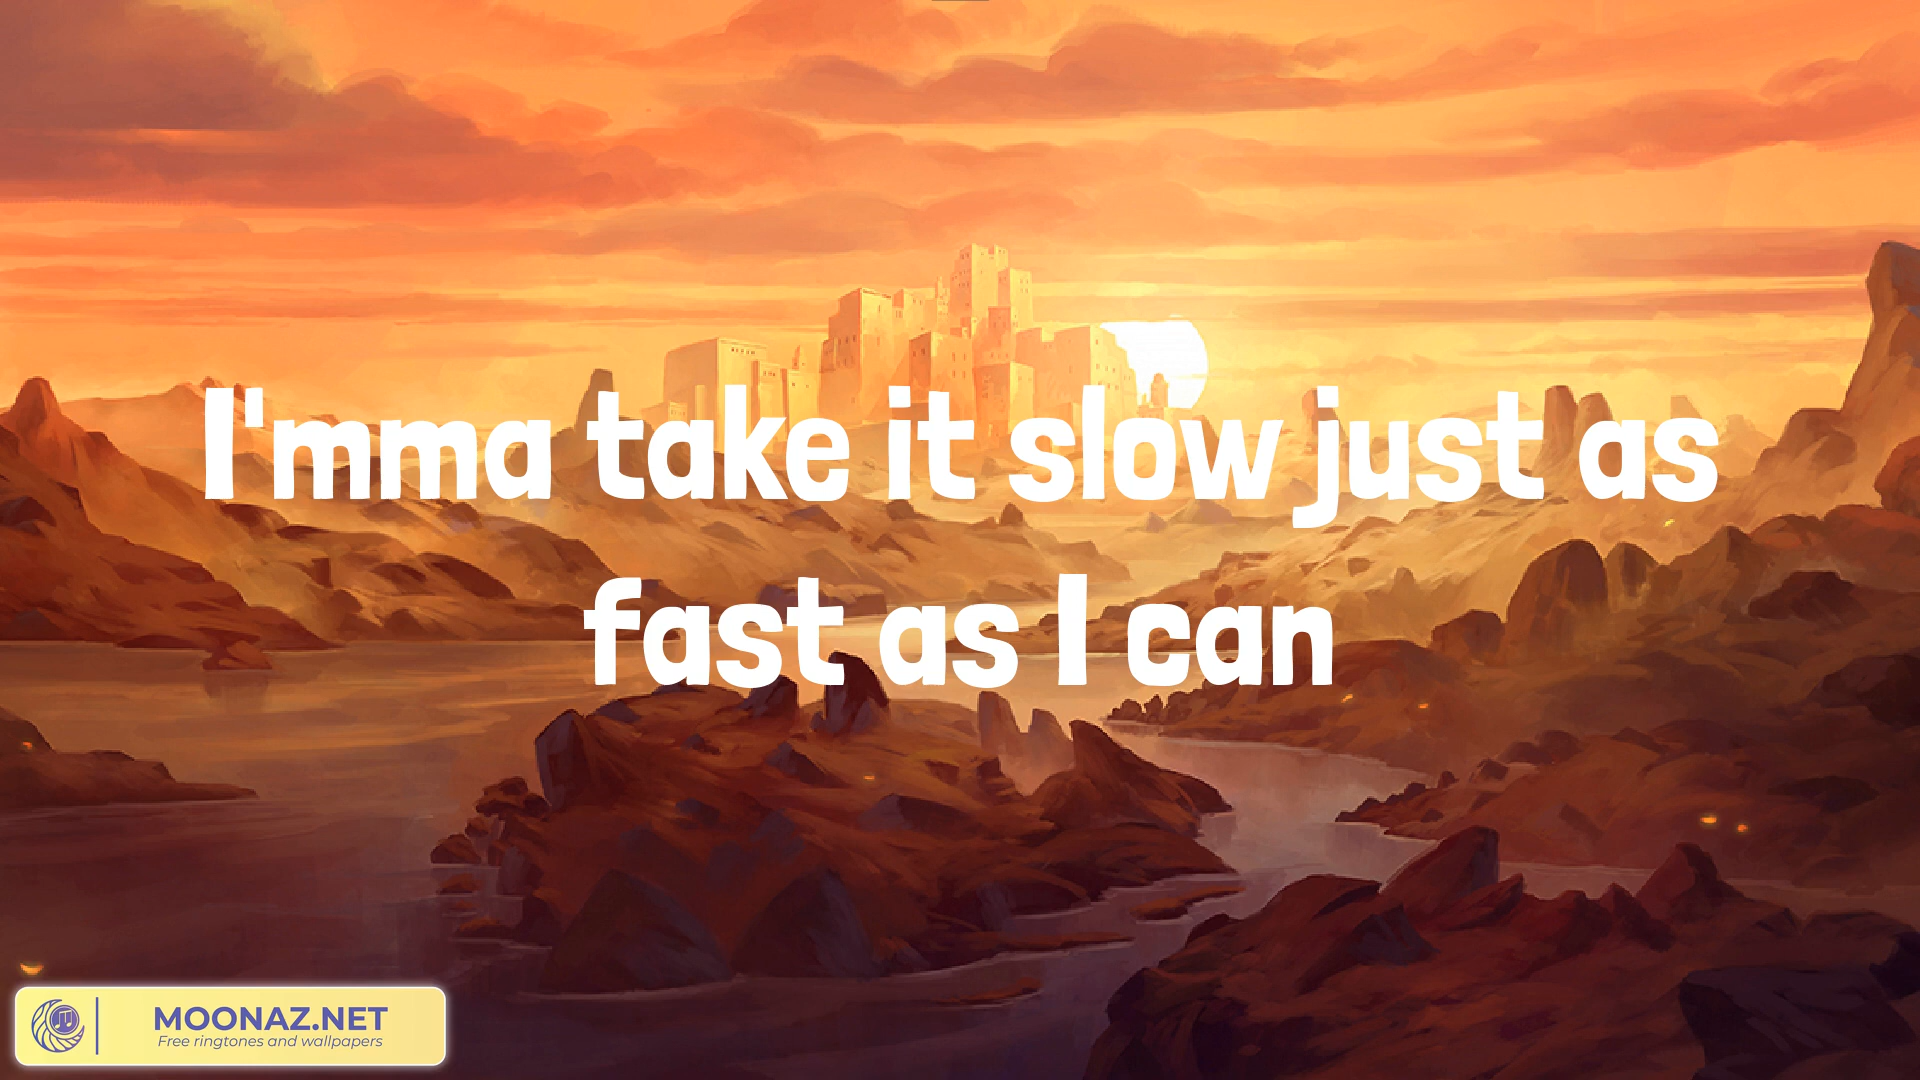 I'mma take it slow just as
fast as I can
MOONAZ.NET
Free ringtones and wallpapers